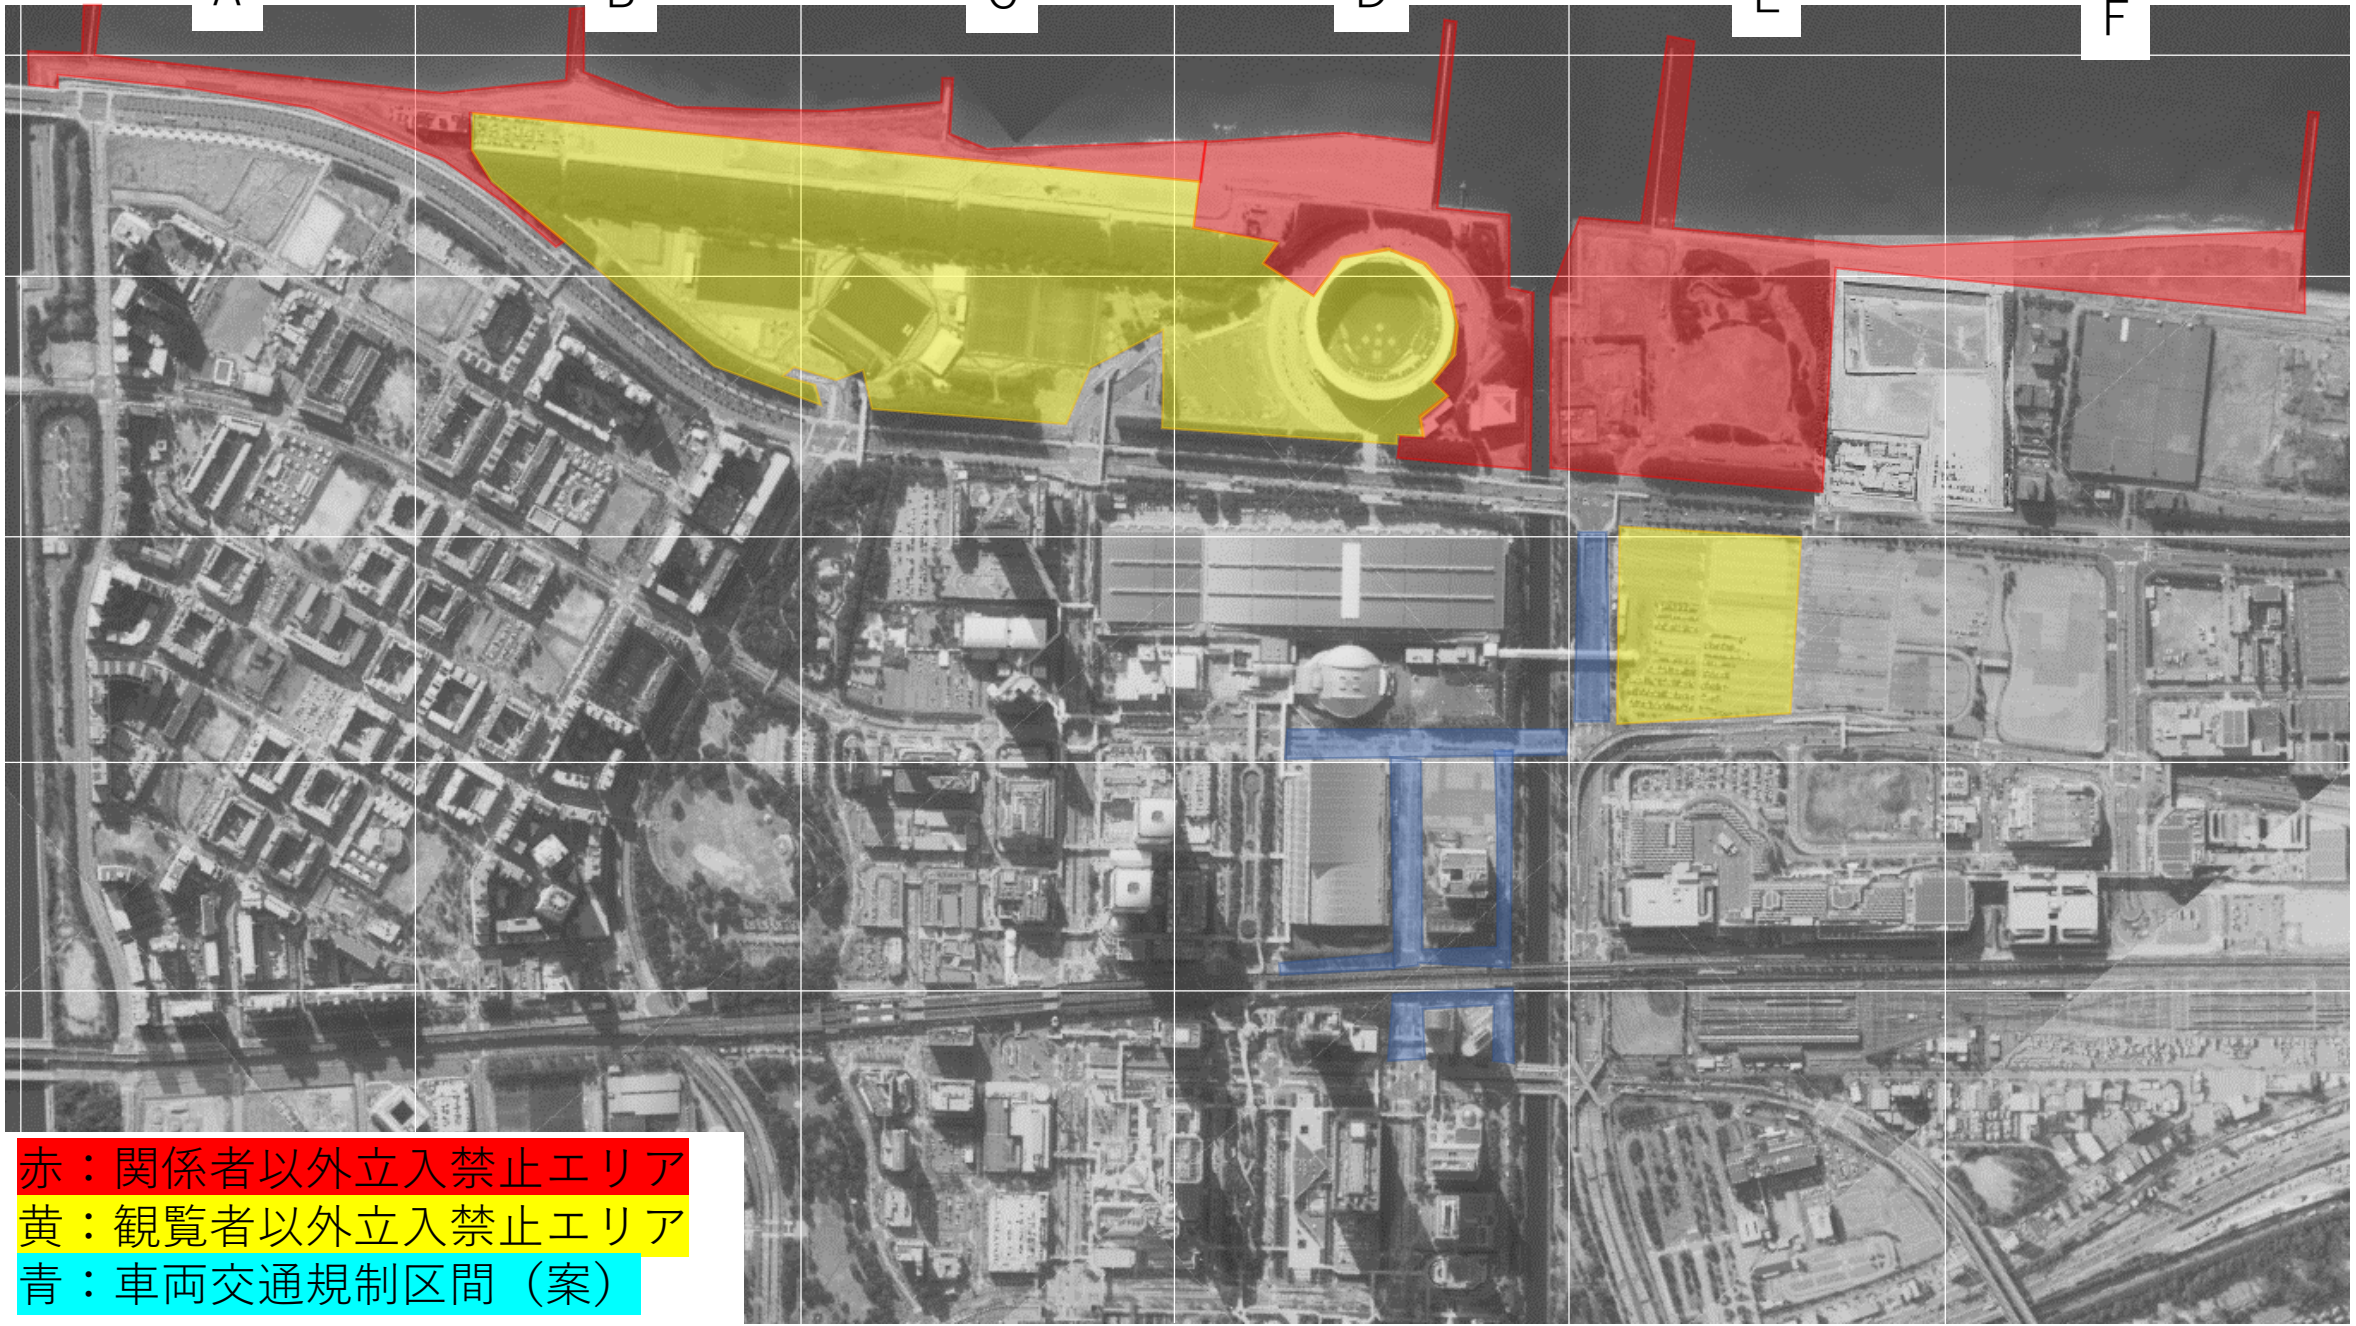 A
B
C
D
E
F
赤：関係者以外立入禁止エリア
黄：観覧者以外立入禁止エリア
青：車両交通規制区間（案）